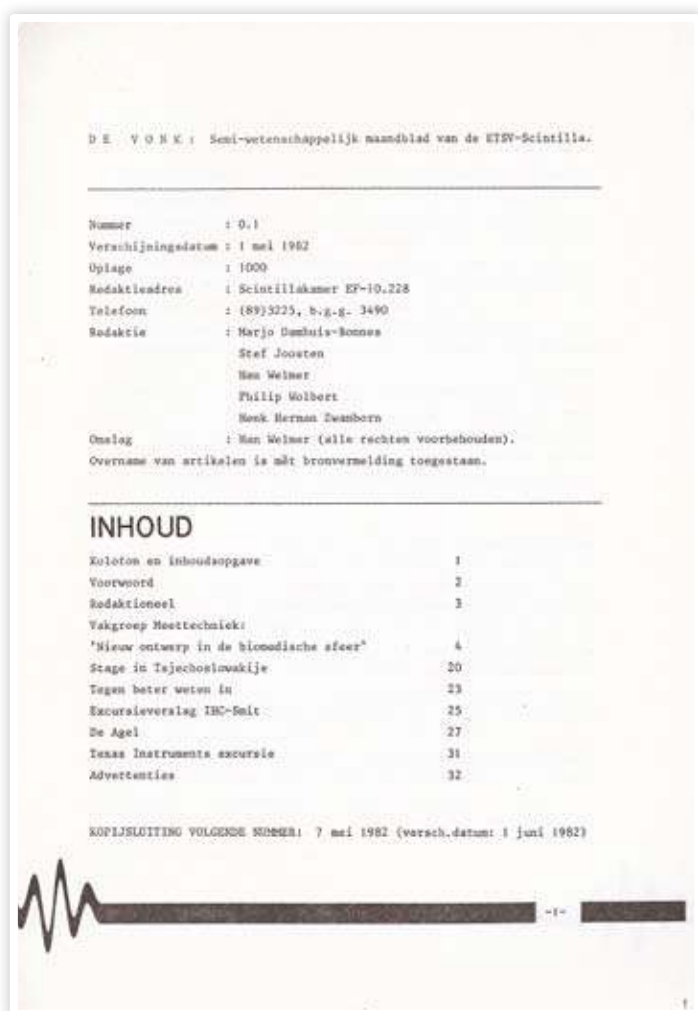 DE VONK: Semi-wetenschappelijk maandblad van de ETSV-Scintilla.
Nummer : 0.1
Verschijningsdatum : 1 mei 1982
Oplage : 1000
Redaktieadres : Scintillakamer EF-10.228
Telefoon : (89)3225, b.g.g. 3490
Redaktie : Marjo Damhuis-Bonnes
Stef Joosten
Han Welmer
Philip Wolbert
Henk Herman Zwanborn
Omslag : Han Welmer (alle rechten voorbehouden).
Overname van artikelen is mèt bronvermelding toegestaan.
INHOUD
Kolofon en inhoudsopgave 1
Voorwoord 2
Redaktioneel 3
Vakgroep Meettechniek:
"Nieuw ontwerp in de biomedische sfeer" 4
Stage in Tsjechoslowakije 20
Tegen beter weten in 23
Excursieverslag IHC-Smit 25
De Agel 27
Texas Instruments excursie 31
Advertenties 32
KOPIJSLUITING VOLGENDE NUMMER: 7 mei 1982 (versch.datum: 1 juni 1982)
-1-
1